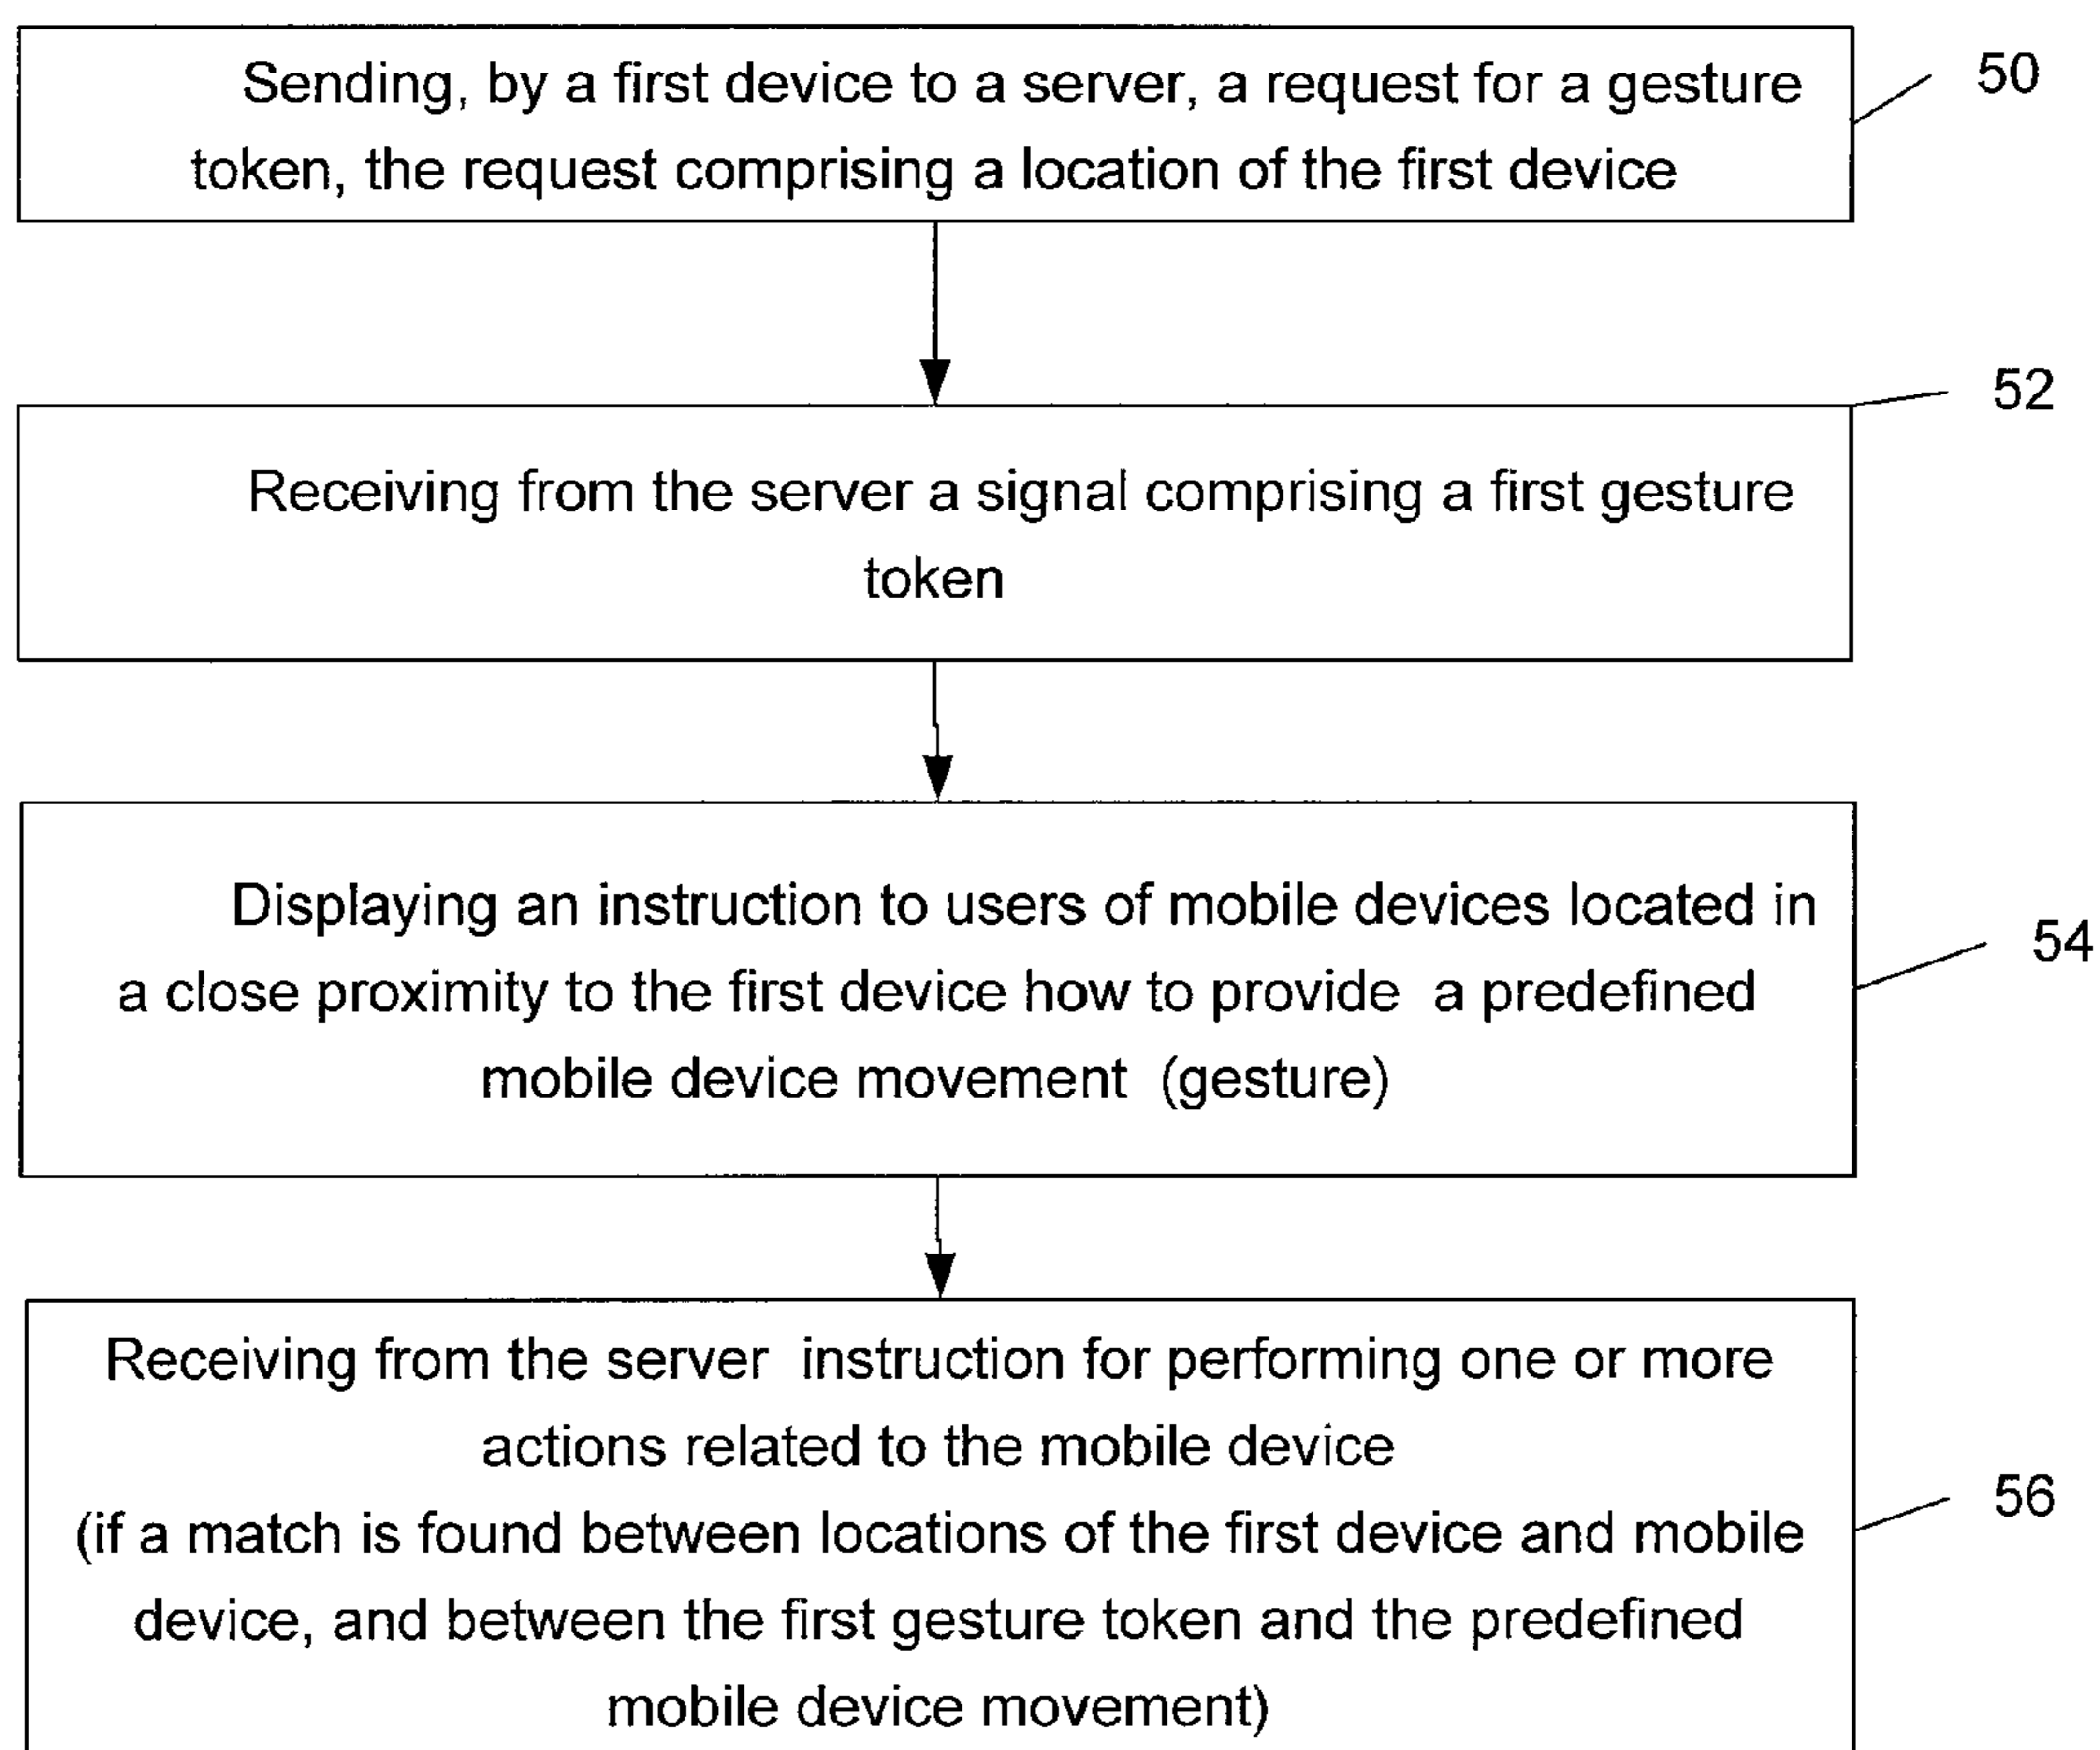 Sending, by a first device to a server, a request for a gesture
token, the request comprising a location of the first device
50
Receiving from the server a signal comprising a first gesture
token
52
Displaying an instruction to users of mobile devices located in
a close proximity to the first device how to provide a predefined
mobile device movement (gesture)
54
Receiving from the server instruction for performing one or more
actions related to the mobile device
(if a match is found between locations of the first device and mobile
device, and between the first gesture token and the predefined
mobile device movement)
56